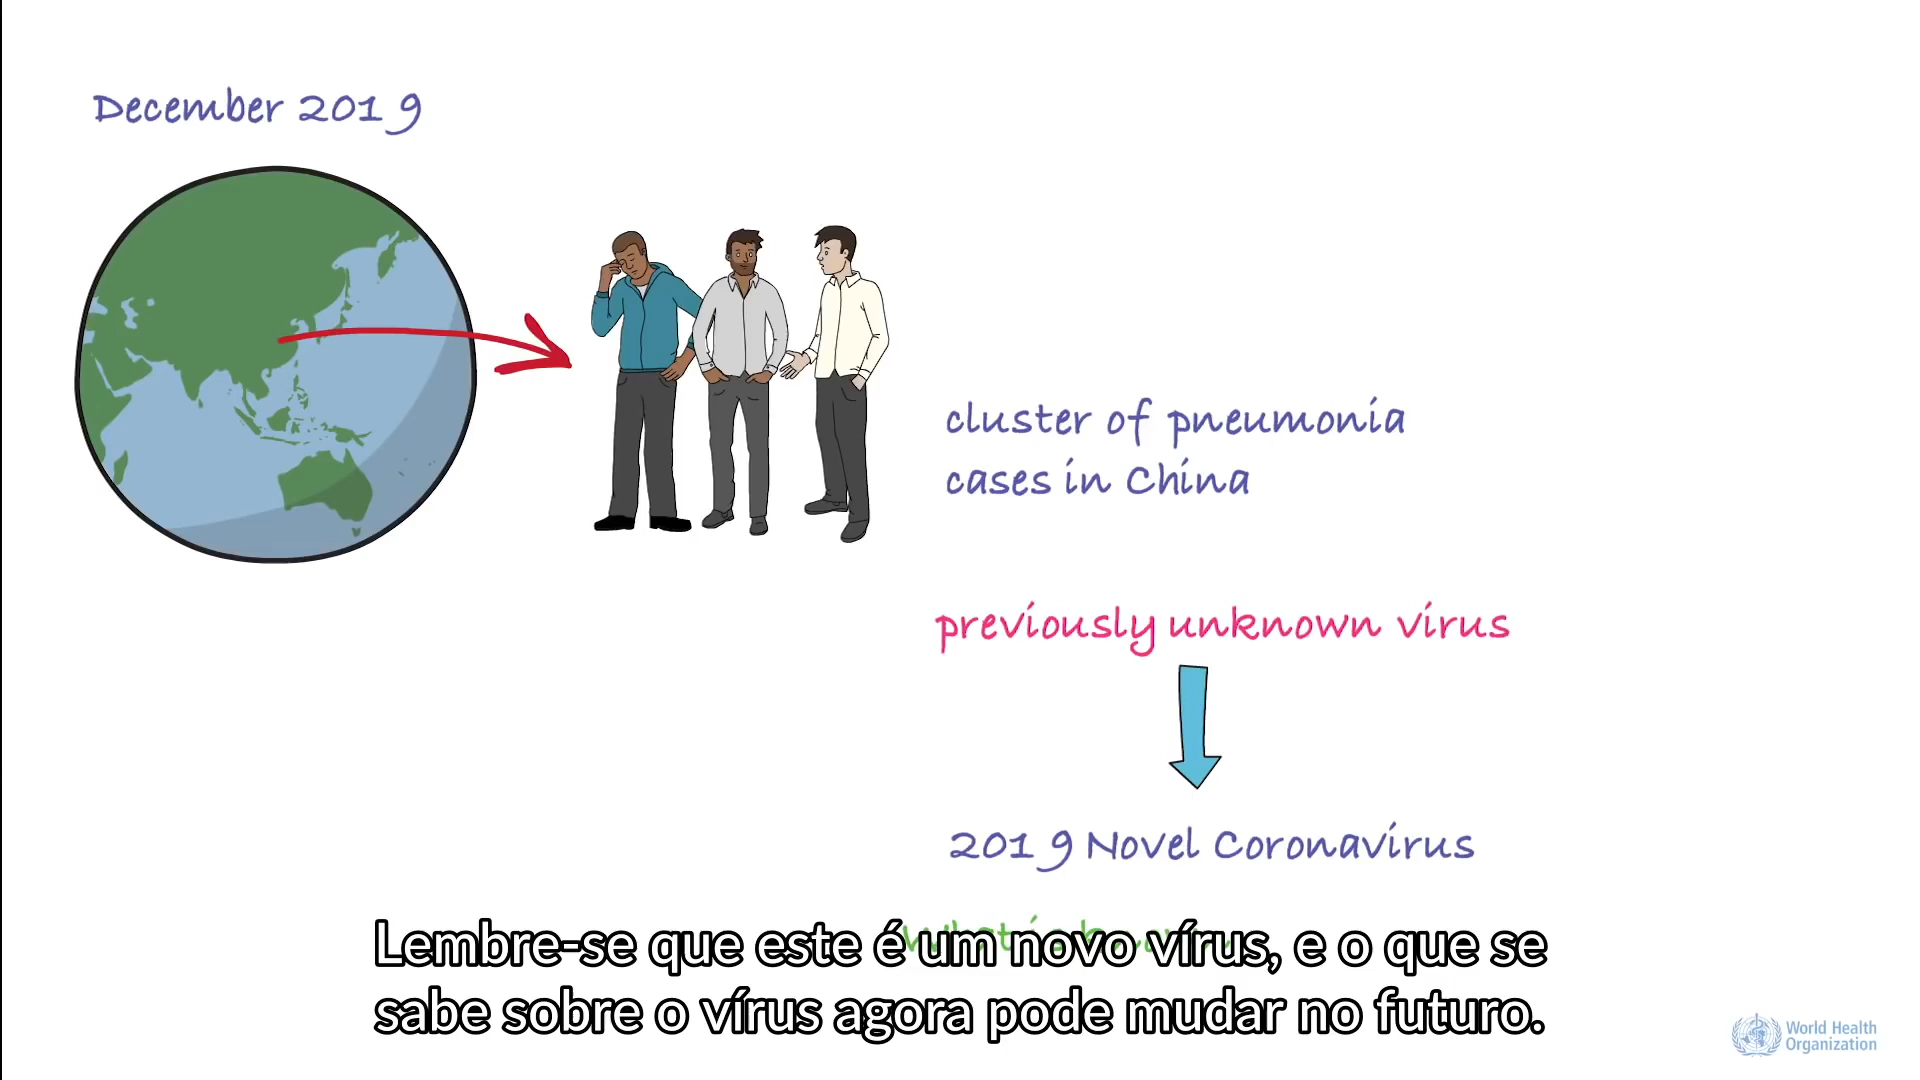 December 2019
cluster of pneumonia
cases in China
previously unknown virus
2019 Novel Coronavirus
Lembre-se que este é um novo vírus, e o que se
sabe sobre o vírus agora pode mudar no futuro.
World Health
Organization